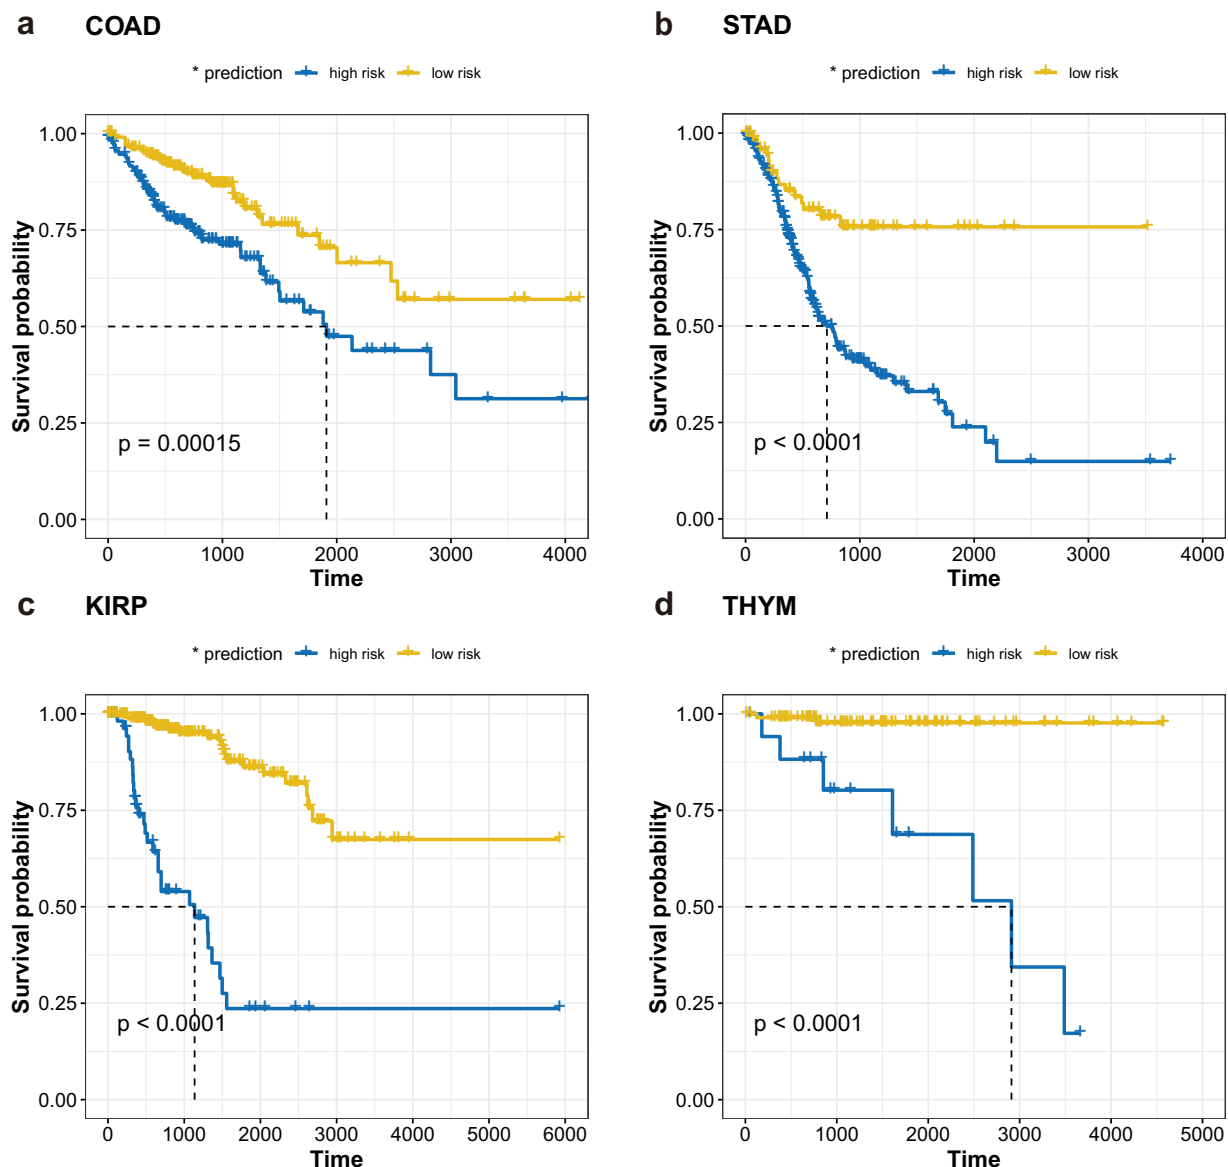 a COAD
* prediction high risk low risk
1.00
0.75
0.50
0.25
0.00
Survival probability
p = 0.00015
0 1000 2000 3000 4000
Time
b STAD
* prediction high risk low risk
1.00
0.75
0.50
0.25
0.00
Survival probability
p < 0.0001
0 1000 2000 3000 4000
Time
c KIRP
* prediction high risk low risk
1.00
0.75
0.50
0.25
0.00
Survival probability
p < 0.0001
0 1000 2000 3000 4000 5000 6000
Time
d THYM
* prediction high risk low risk
1.00
0.75
0.50
0.25
0.00
Survival probability
p < 0.0001
0 1000 2000 3000 4000 5000
Time